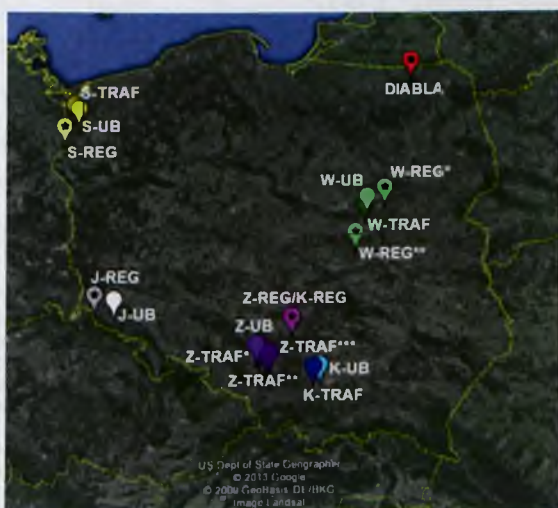 S-TRAF
DIABLA
S-UB
S-REG
W-UB W-REG*
W-TRAF
W-REG**
J-REG
Z-REG/K-REG
J-UB
Z-UB
Z-TRAF* Z-TRAF***
Z-TRAF** K-UB
K-TRAF
US Dept of State Geographer
© 2013 Google
© 2009 GeoBasis-DE/BKG
Image Landsat